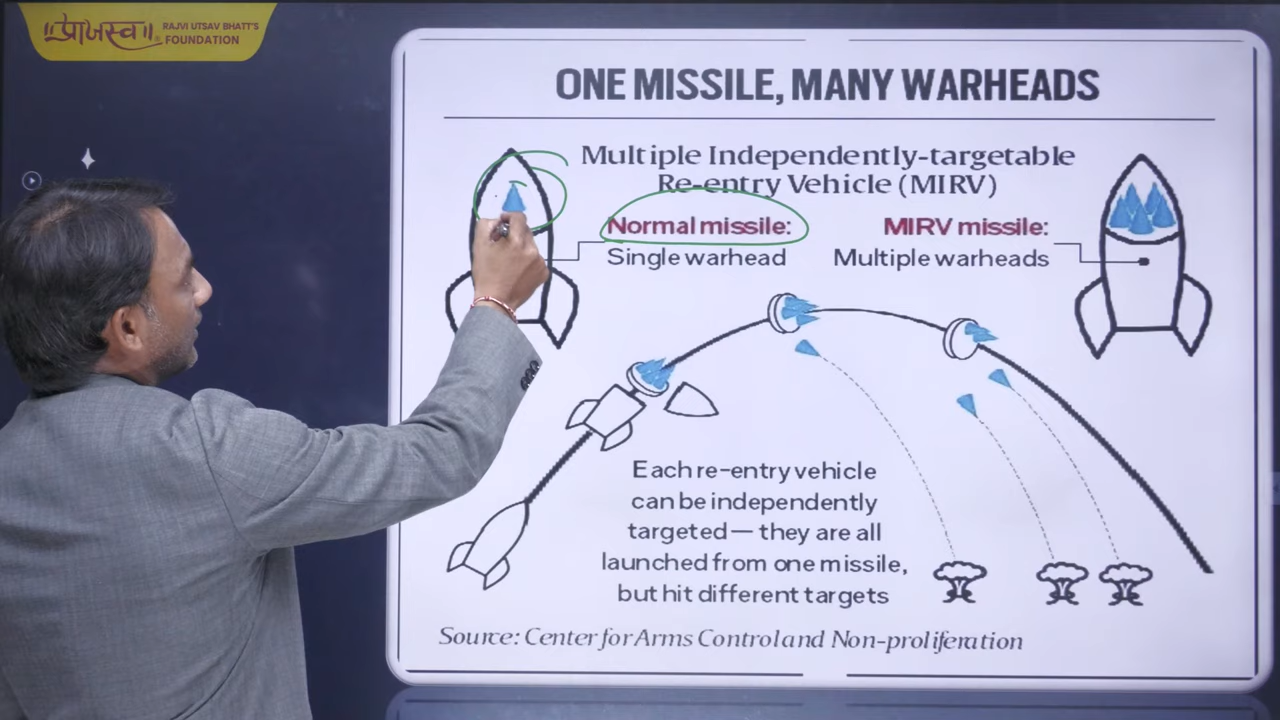 ॥प्राजस्व॥
RAJVI UTSAV BHATT'S
FOUNDATION
ONE MISSILE, MANY WARHEADS
Multiple Independently-targetable
Re-entry Vehicle (MIRV)
Normal missile:
Single warhead
MIRV missile:
Multiple warheads
Each re-entry vehicle
can be independently
targeted — they are all
launched from one missile,
but hit different targets
Source: Center for Arms Control and Non-proliferation